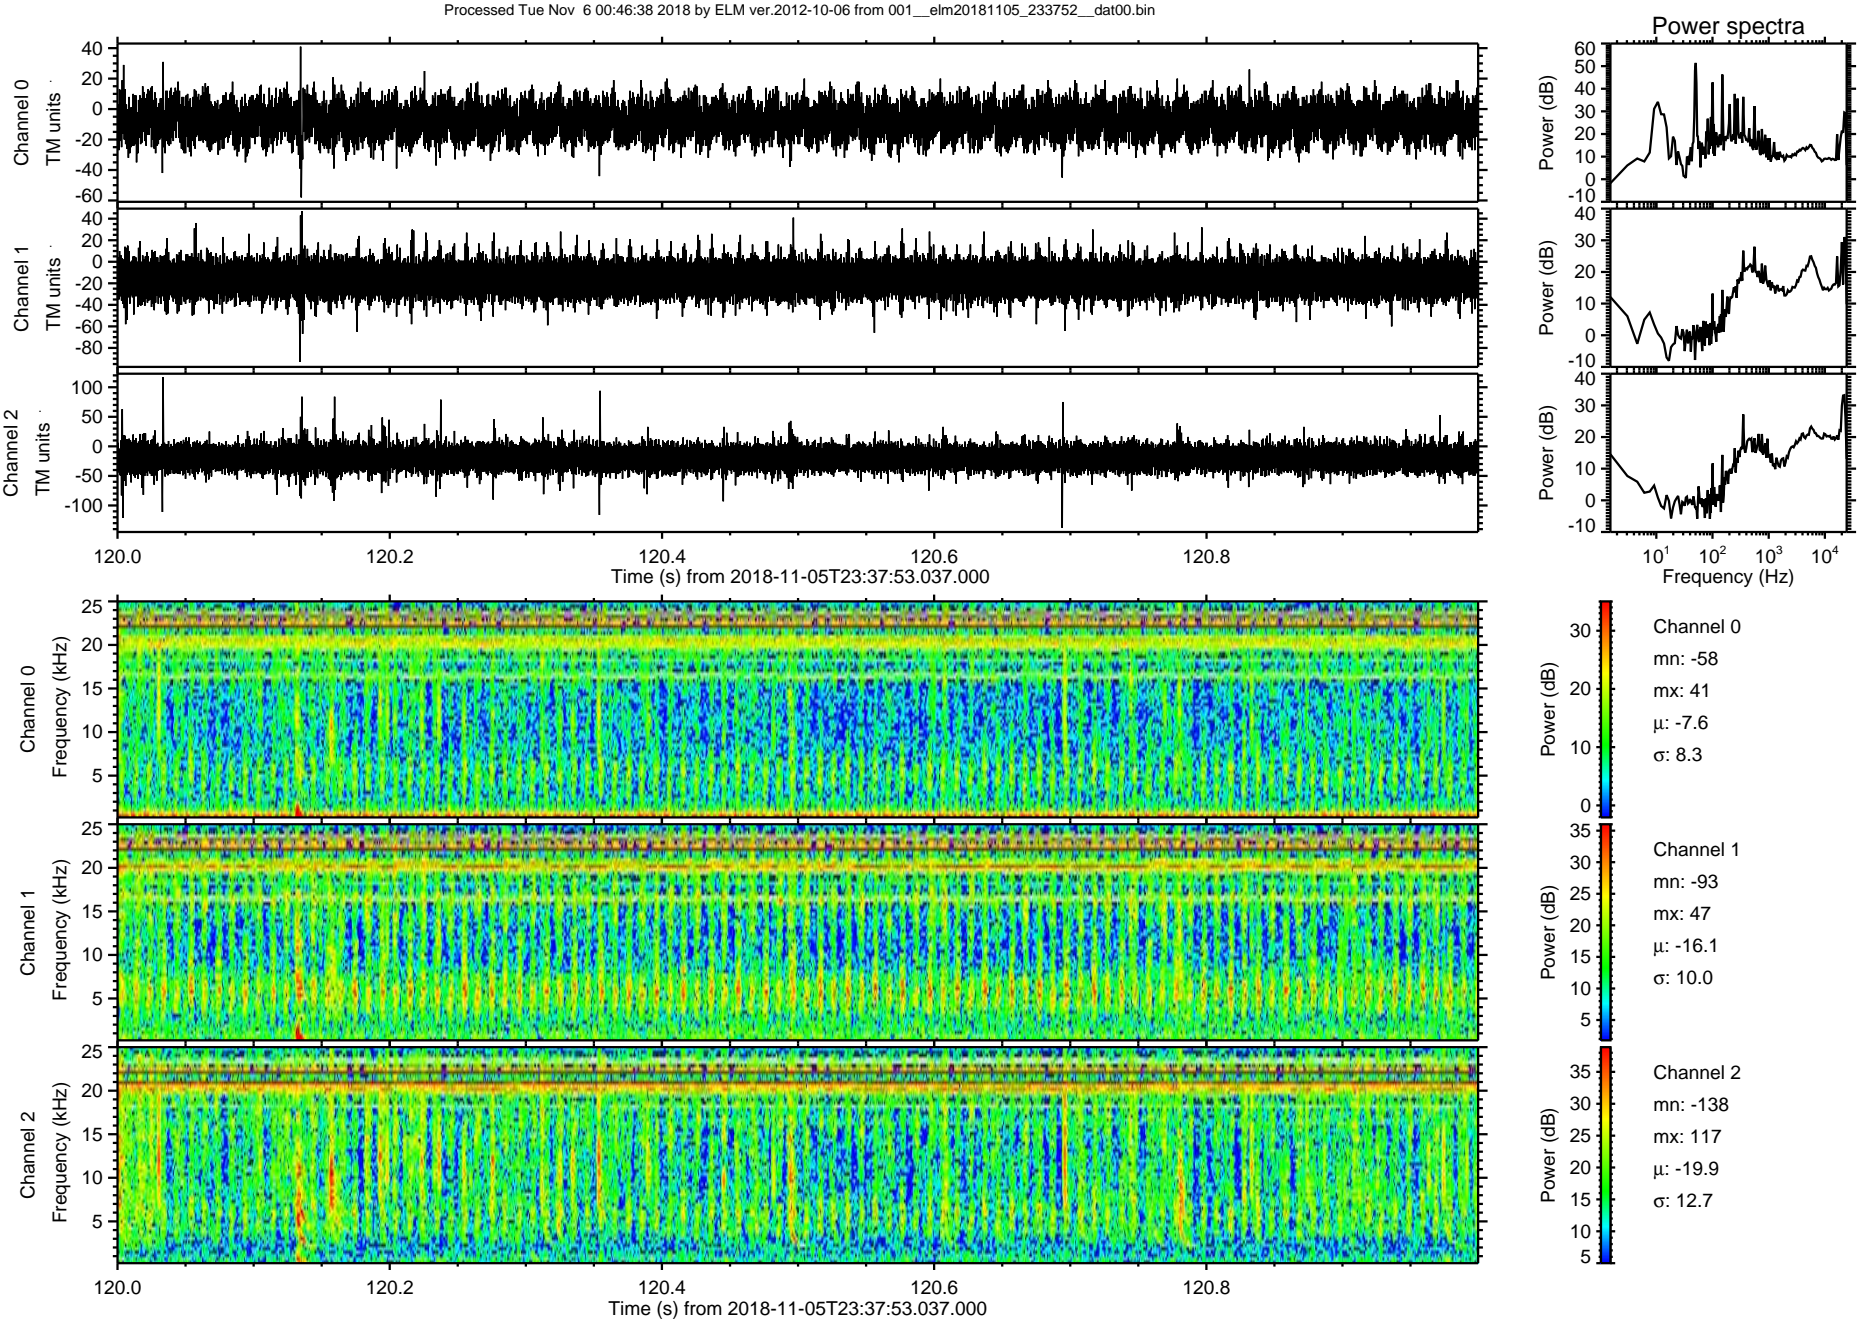 Processed Tue Nov  6 00:46:38 2018 by ELM ver.2012-10-06 from 001__elm20181105_233752__dat00.bin
Power spectra
Channel 0
TM units
40
20
0
-20
-40
-60
Power (dB)
60
50
40
30
20
10
0
-10
Channel 1
TM units
40
20
0
-20
-40
-60
-80
Power (dB)
40
30
20
10
0
-10
Channel 2
TM units
100
50
0
-50
-100
Power (dB)
40
30
20
10
0
-10
120.0 120.2 120.4 120.6 120.8
Time (s) from 2018-11-05T23:37:53.037.000
10^1 10^2 10^3 10^4
Frequency (Hz)
Channel 0
Frequency (kHz)
25
20
15
10
5
Power (dB)
30
20
10
0
Channel 0
mn: -58
mx: 41
μ: -7.6
σ: 8.3
Channel 1
Frequency (kHz)
25
20
15
10
5
Power (dB)
35
30
25
20
15
10
5
Channel 1
mn: -93
mx: 47
μ: -16.1
σ: 10.0
Channel 2
Frequency (kHz)
25
20
15
10
5
Power (dB)
35
30
25
20
15
10
5
Channel 2
mn: -138
mx: 117
μ: -19.9
σ: 12.7
120.0 120.2 120.4 120.6 120.8
Time (s) from 2018-11-05T23:37:53.037.000